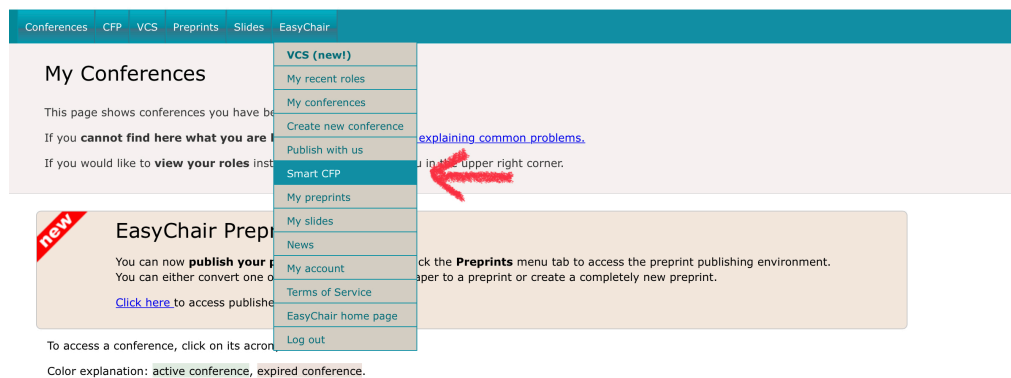 Conferences CFP VCS Preprints Slides EasyChair
VCS (new!)
My recent roles
My conferences
Create new conference
Publish with us
Smart CFP
My preprints
My slides
News
My account
Terms of Service
EasyChair home page
Log out
My Conferences
This page shows conferences you have be
If you cannot find here what you are explaining common problems.
If you would like to view your roles inst u in the upper right corner.
new
EasyChair Prepr
You can now publish your ck the Preprints menu tab to access the preprint publishing environment.
You can either convert one o aper to a preprint or create a completely new preprint.
Click here to access publishe
To access a conference, click on its acron
Color explanation: active conference, expired conference.